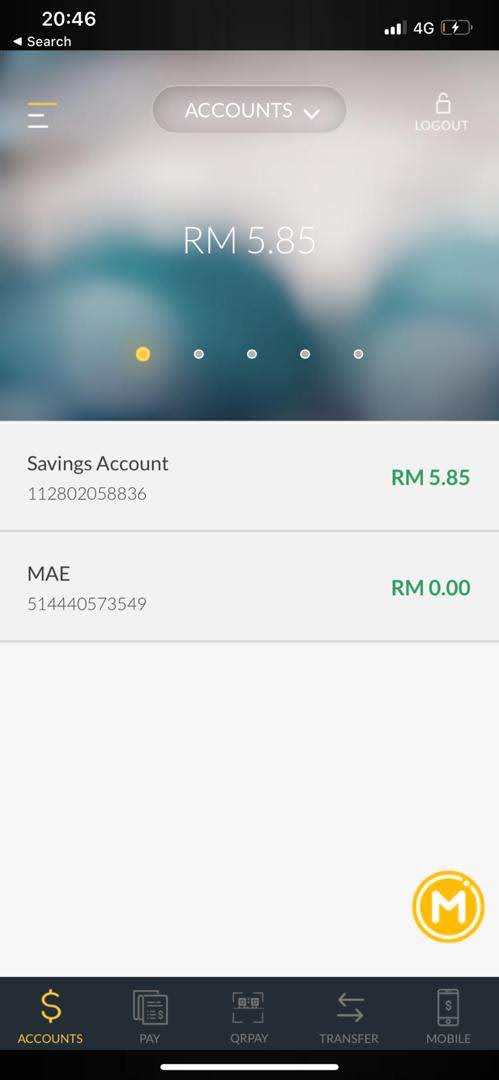 20:46
◄ Search
4G
ACCOUNTS
LOGOUT
RM 5.85
Savings Account
112802058836
RM 5.85
MAE
514440573549
RM 0.00
M
$ ACCOUNTS
PAY
QRPAY
TRANSFER
MOBILE